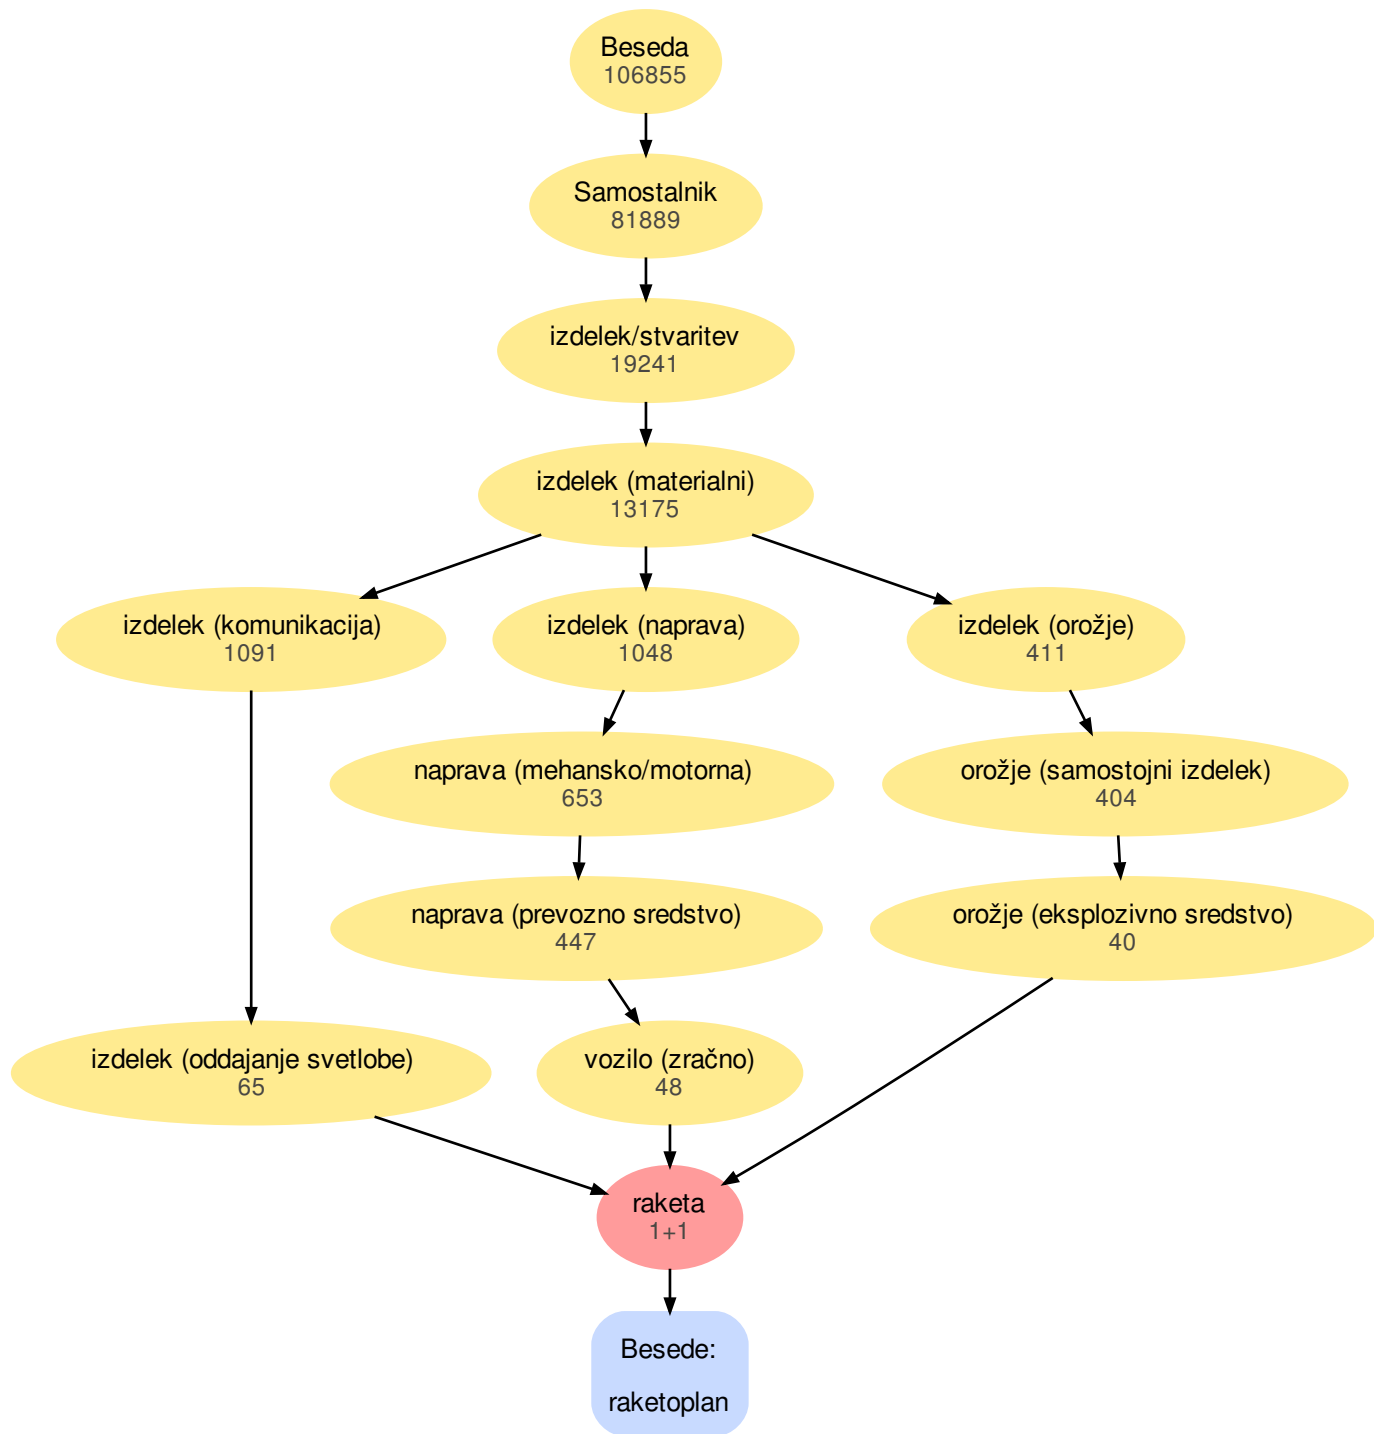 Beseda
106855
Samostalnik
81889
izdelek/stvaritev
19241
izdelek (materialni)
13175
izdelek (komunikacija)
1091
izdelek (naprava)
1048
izdelek (orožje)
411
naprava (mehansko/motorna)
653
orožje (samostojni izdelek)
404
naprava (prevozno sredstvo)
447
orožje (eksplozivno sredstvo)
40
izdelek (oddajanje svetlobe)
65
vozilo (zračno)
48
raketa
1+1
Besede:
raketoplan